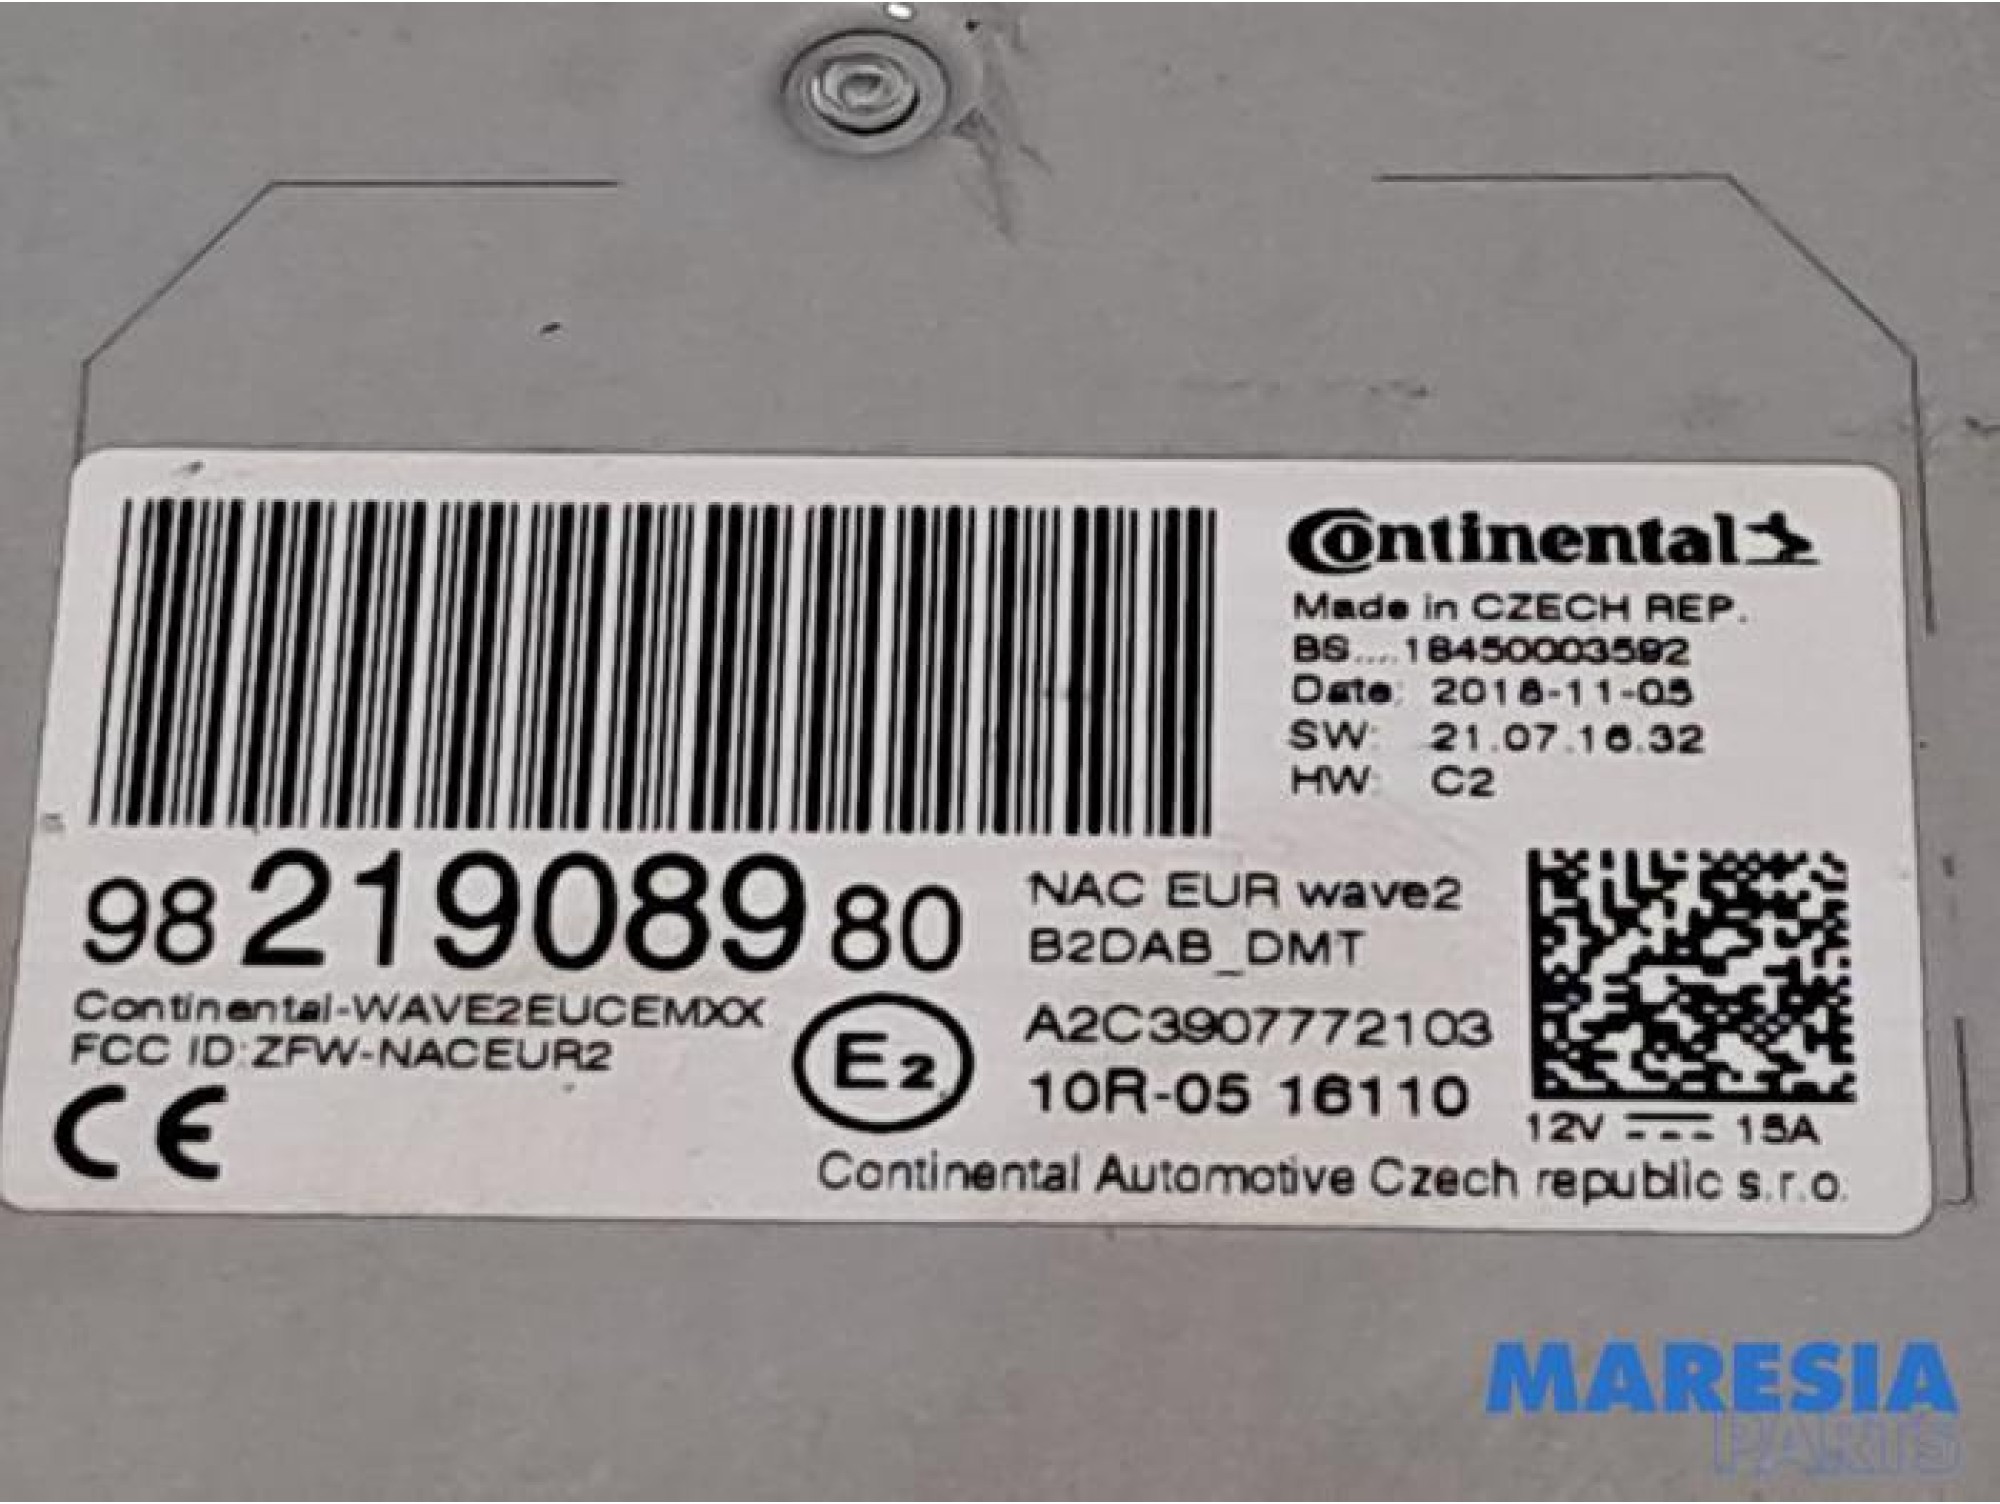 Continental
Made in CZECH REP.
BS....18450003592
Date: 2018-11-05
SW: 21.07.16.32
HW: C2
98 219089 80
NAC EUR wave2
B2DAB_DMT
Continental-WAVE2EUCEMXX
FCC ID:ZFW-NACEUR2
CE
E2
A2C3907772103
10R-05 16110
12V 15A
Continental Automotive Czech republic s.r.o.
MARESIA
PARTS